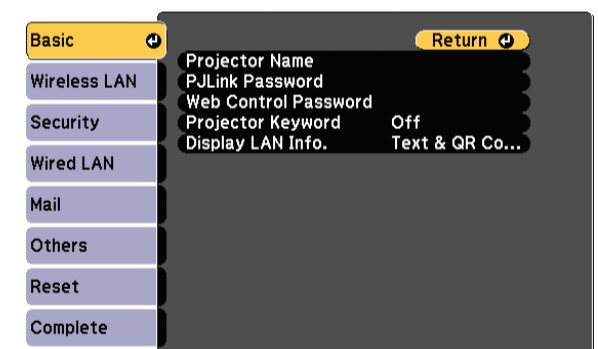 Basic
Wireless LAN
Security
Wired LAN
Mail
Others
Reset
Complete
Return
Projector Name
PJLink Password
Web Control Password
Projector Keyword Off
Display LAN Info. Text & QR Co...